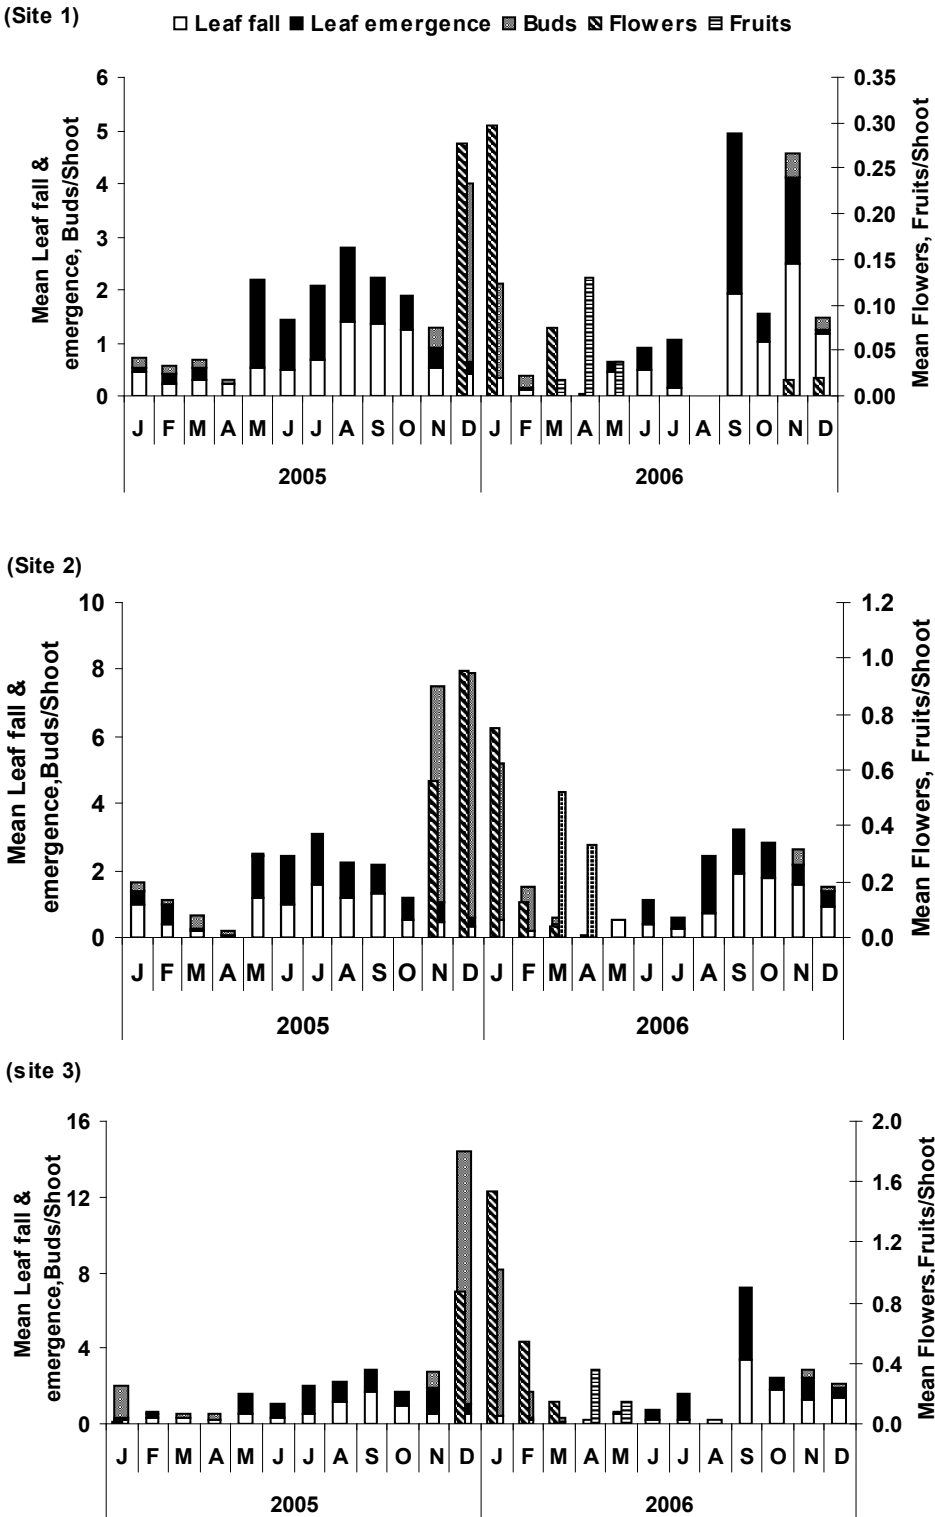 (Site 1)
Leaf fall Leaf emergence Buds Flowers Fruits
Mean Leaf fall &
emergence, Buds/Shoot
6
5
4
3
2
1
0
0.35
0.30
0.25
0.20
0.15
0.10
0.05
0.00
Mean Flowers, Fruits/Shoot
J F M A M J J A S O N D J F M A M J J A S O N D
2005 2006
(Site 2)
Mean Leaf fall &
emergence,Buds/Shoot
10
8
6
4
2
0
1.2
1.0
0.8
0.6
0.4
0.2
0.0
Mean Flowers, Fruits/Shoot
J F M A M J J A S O N D J F M A M J J A S O N D
2005 2006
(site 3)
Mean Leaf fall &
emergence,Buds/Shoot
16
12
8
4
0
2.0
1.6
1.2
0.8
0.4
0.0
Mean Flowers,Fruits/Shoot
J F M A M J J A S O N D J F M A M J J A S O N D
2005 2006